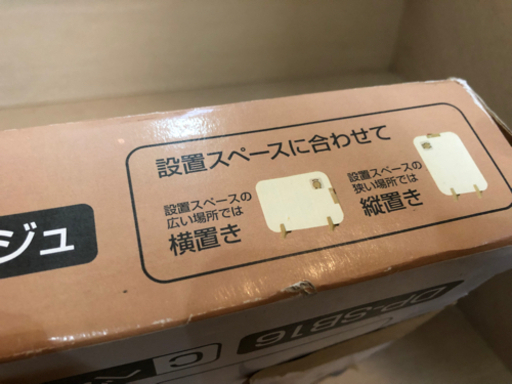 設置スペースに合わせて
設置スペースの
広い場所では
横置き
設置スペースの
狭い場所では
縦置き
ジュ
DP-SB16
C